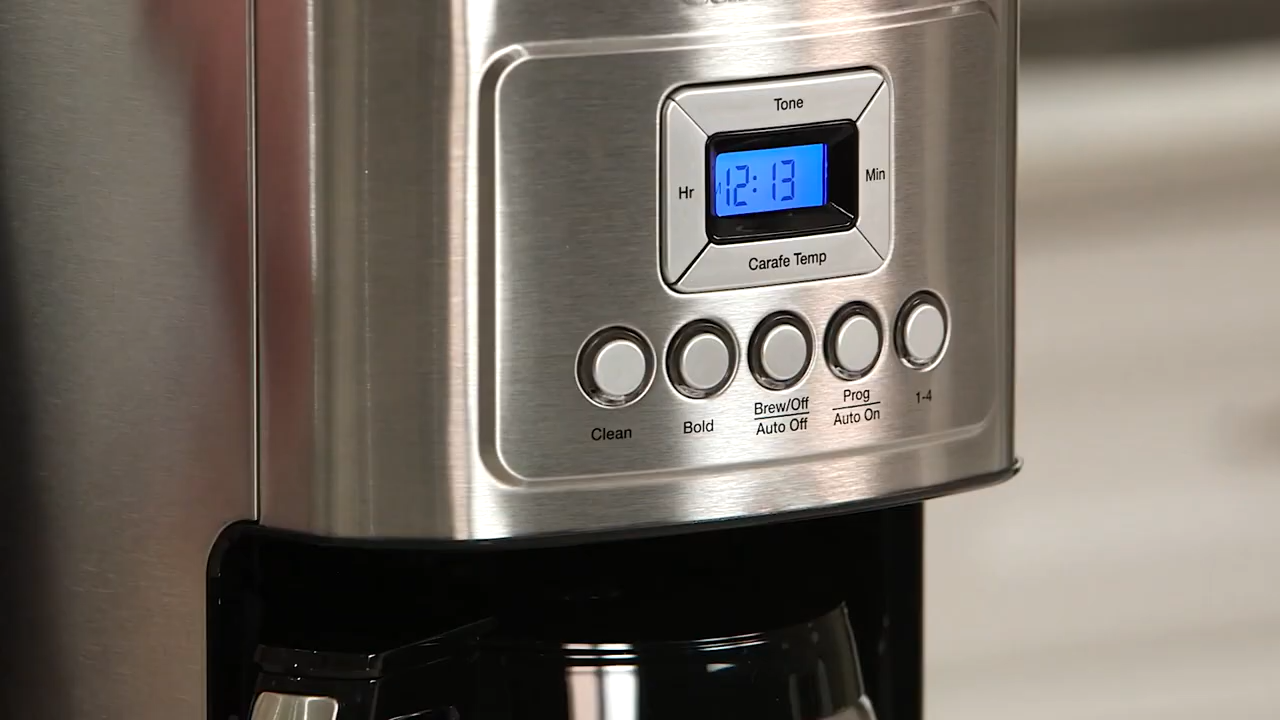 Tone
Hr
12:13
Min
Carafe Temp
Clean
Bold
Brew/Off
Auto Off
Prog
Auto On
1-4